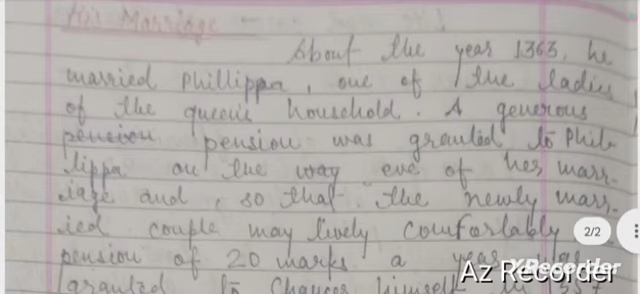 His Marriage -
About the year 1363, he
married Phillippa, one of the ladies
of the queen's household. A generous
pension pension was granted to Phil-
lippa on the way eve of her marr-
iage and, so that the newly marr-
ied couple may lively comfortably
2/2
pension of 20 marks a year
XRecorder
Az Recorder
granted to Chaucer himself